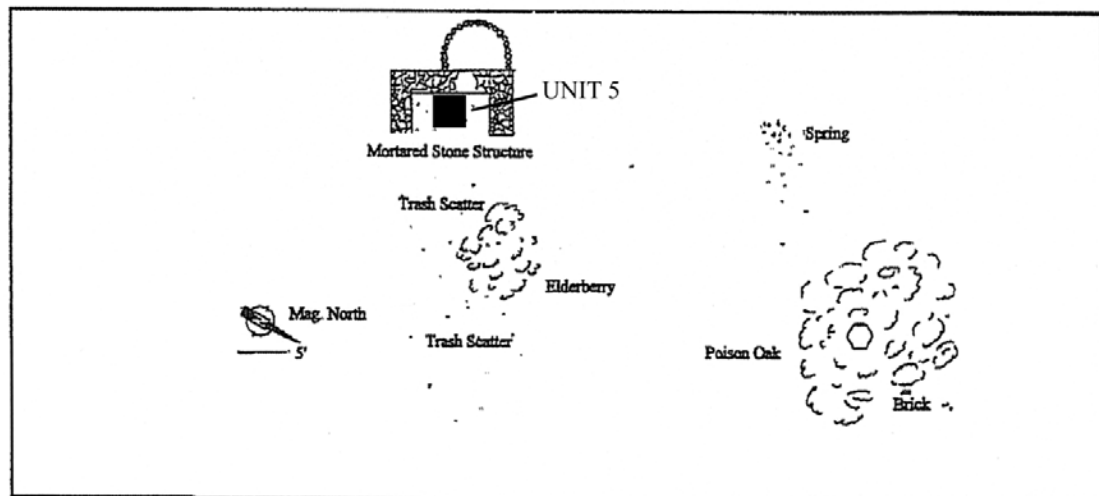 UNIT 5
Mortared Stone Structure
Spring
Trash Scatter
Elderberry
Mag. North
5'
Trash Scatter
Poison Oak
Brick